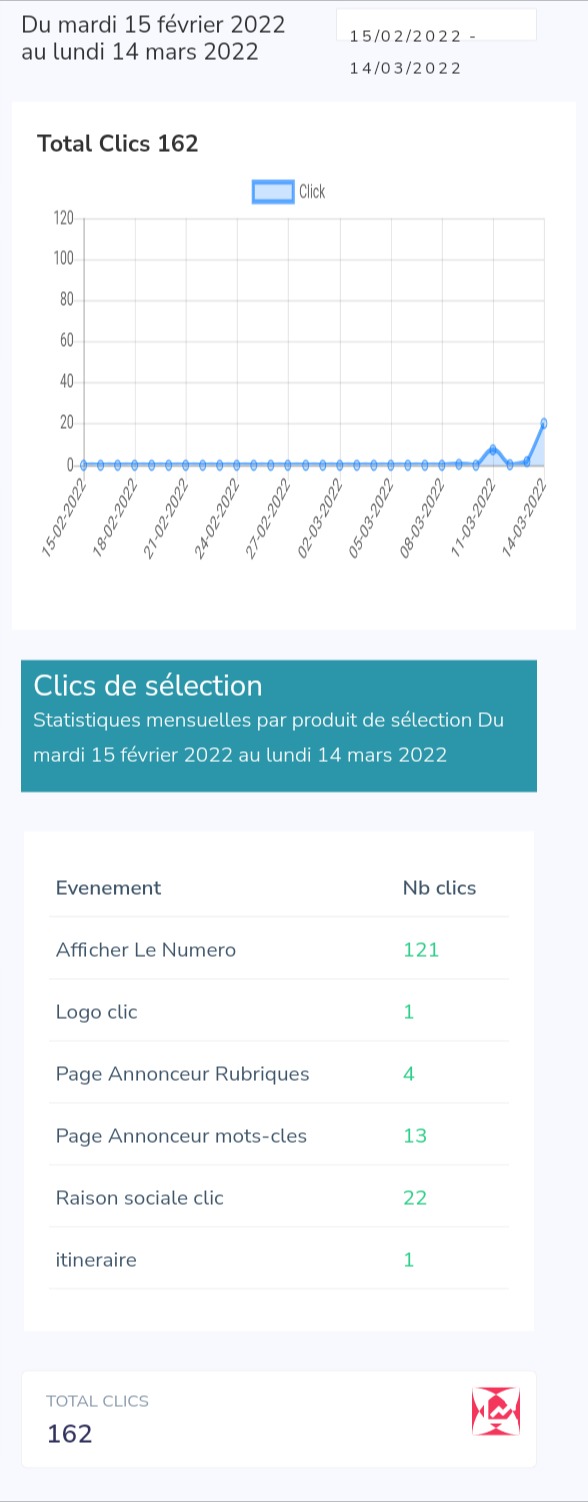 Du mardi 15 février 2022
au lundi 14 mars 2022
15/02/2022 -
14/03/2022
Total Clics 162
Click
120
100
80
60
40
20
0
15-02-2022
18-02-2022
21-02-2022
24-02-2022
27-02-2022
02-03-2022
05-03-2022
08-03-2022
11-03-2022
14-03-2022
Clics de sélection
Statistiques mensuelles par produit de sélection Du
mardi 15 février 2022 au lundi 14 mars 2022
Evenement Nb clics
Afficher Le Numero 121
Logo clic 1
Page Annonceur Rubriques 4
Page Annonceur mots-cles 13
Raison sociale clic 22
itineraire 1
TOTAL CLICS
162